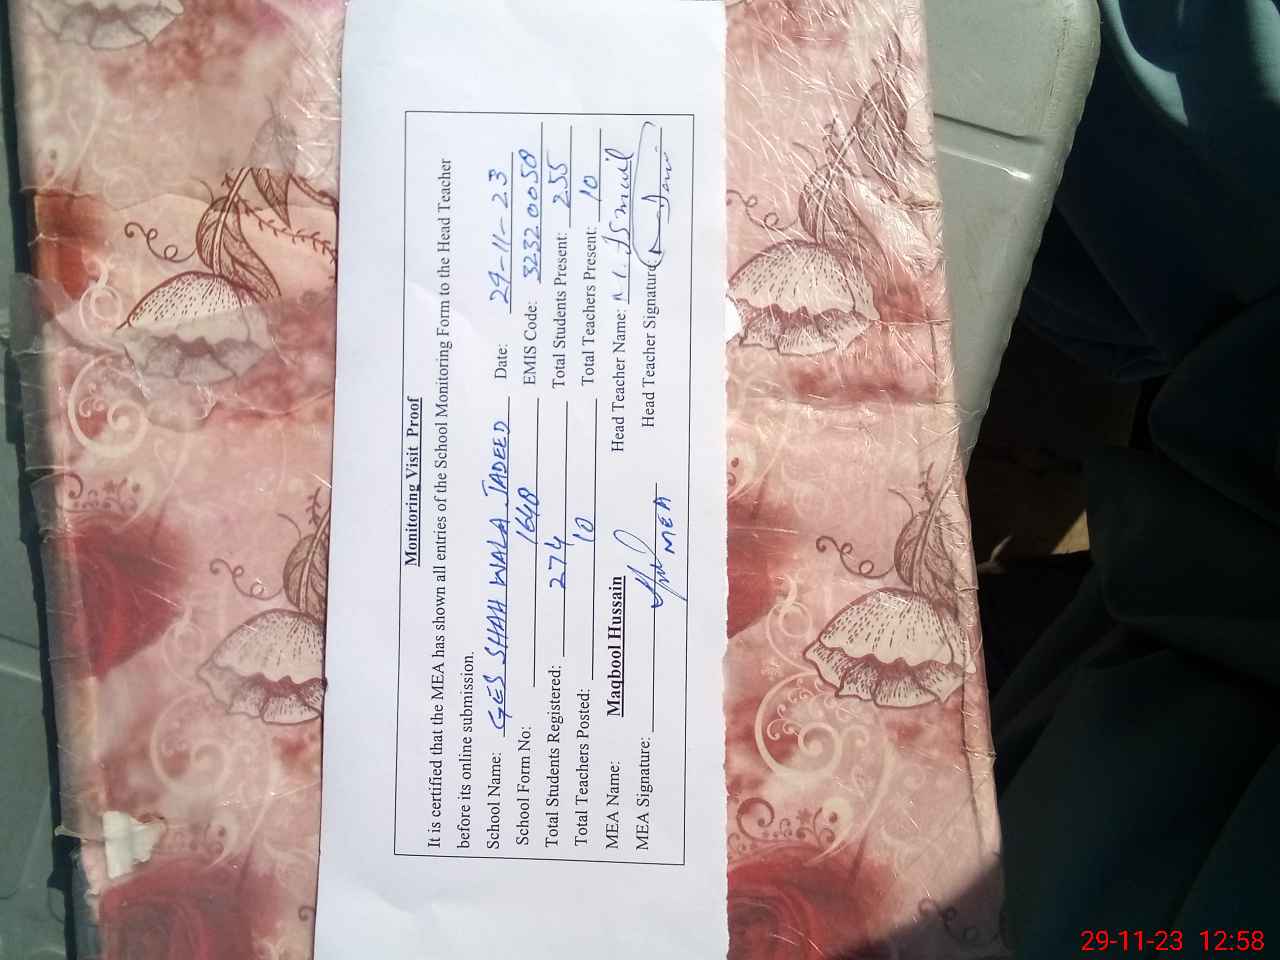 Monitoring Visit Proof
It is certified that the MEA has shown all entries of the School Monitoring Form to the Head Teacher
before its online submission.
School Name: GES SHAH WALA JADEED Date: 29-11-23
School Form No: 1648 EMIS Code: 32320058
Total Students Registered: 274 Total Students Present: 255
Total Teachers Posted: 10 Total Teachers Present: 10
MEA Name: Maqbool Hussain Head Teacher Name: M. Ismail
MEA Signature: MEA Head Teacher Signature:
29-11-23 12:58